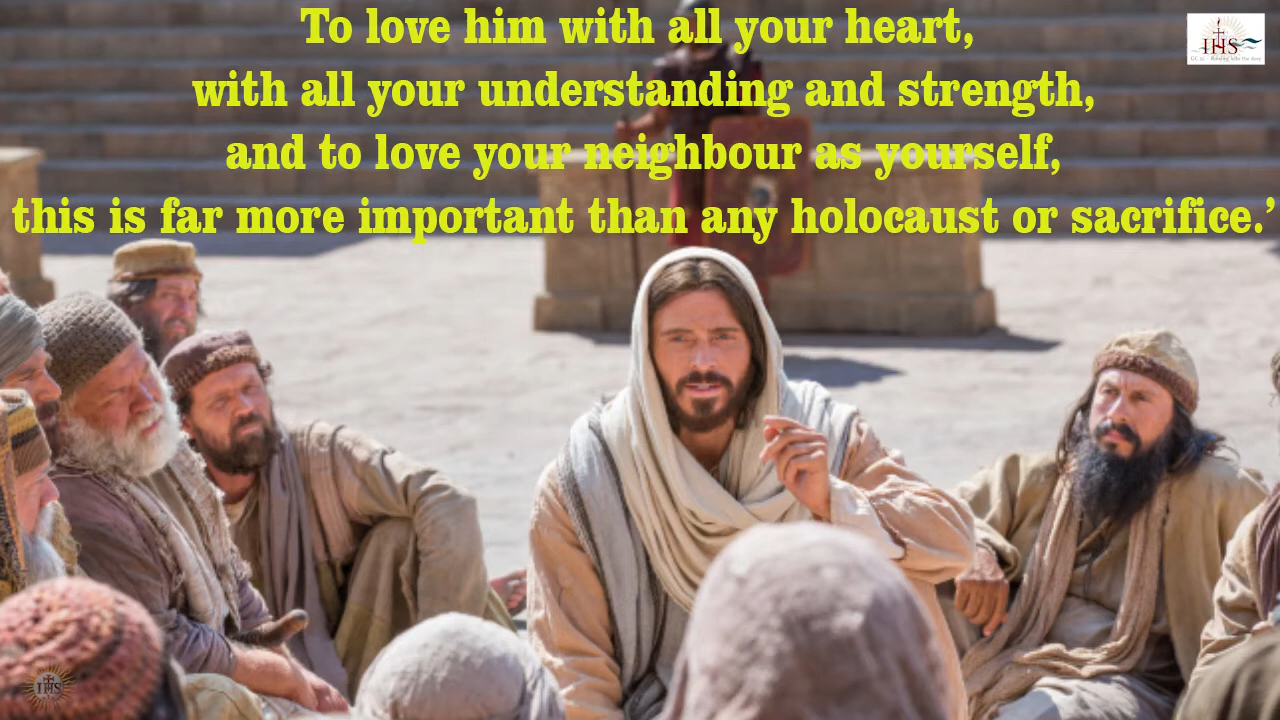 To love him with all your heart,
with all your understanding and strength,
and to love your neighbour as yourself,
this is far more important than any holocaust or sacrifice.’
IHS
IHS